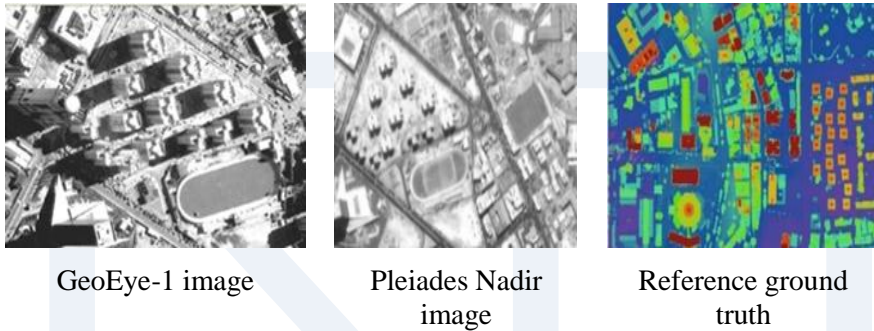 GeoEye-1 image
Pleiades Nadir
image
Reference ground
truth